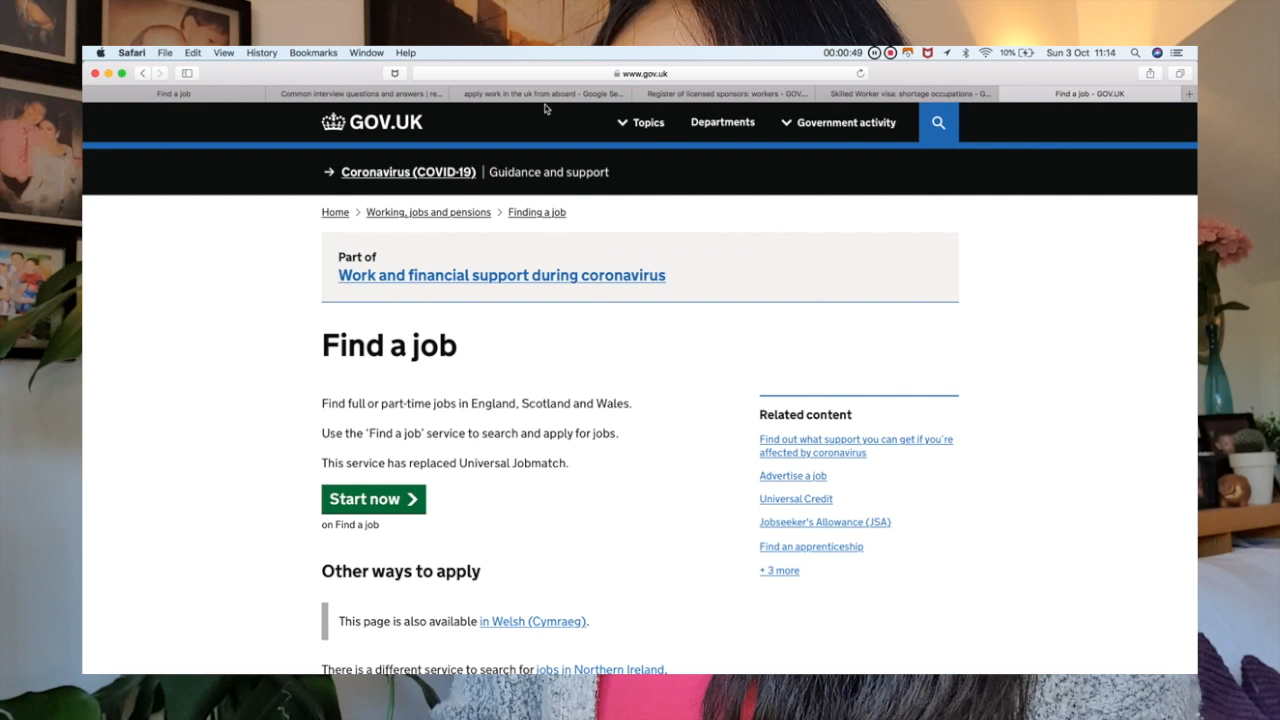 Safari File Edit View History Bookmarks Window Help 00:00:49 10% Sun 3 Oct 11:14
www.gov.uk
Find a job Common interview questions and answers | re... apply work in the uk from aboard - Google Se... Register of licensed sponsors: workers - GOV.... Skilled Worker visa: shortage occupations - G... Find a job - GOV.UK
GOV.UK Topics Departments Government activity
Coronavirus (COVID-19) | Guidance and support
Home > Working, jobs and pensions > Finding a job
Part of
Work and financial support during coronavirus
Find a job
Find full or part-time jobs in England, Scotland and Wales.
Use the 'Find a job' service to search and apply for jobs.
This service has replaced Universal Jobmatch.
Start now
on Find a job
Other ways to apply
This page is also available in Welsh (Cymraeg).
There is a different service to search for jobs in Northern Ireland.
Related content
Find out what support you can get if you're
affected by coronavirus
Advertise a job
Universal Credit
Jobseeker's Allowance (JSA)
Find an apprenticeship
+ 3 more